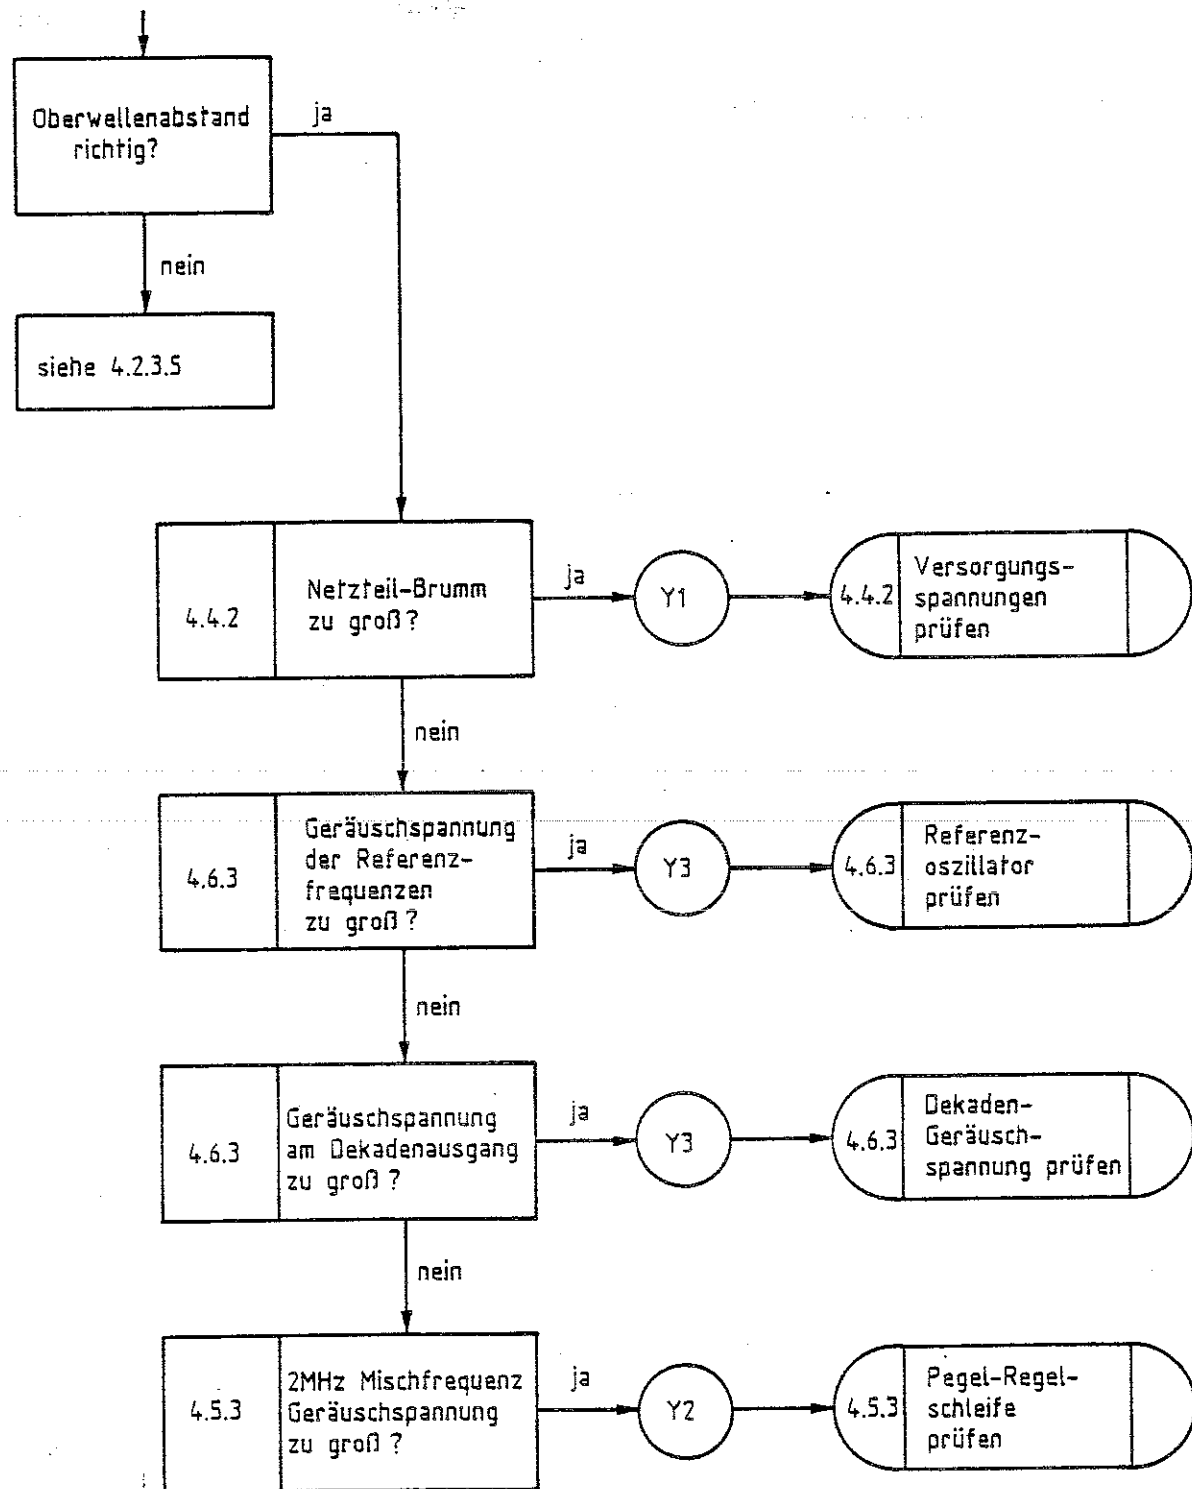 Oberwellenabstand
richtig?
ja
nein
siehe 4.2.3.5
4.4.2
Netzteil-Brumm
zu groß?
ja
Y1
4.4.2
Versorgungs-
spannungen
prüfen
nein
4.6.3
Geräuschspannung
der Referenz-
frequenzen
zu groß?
ja
Y3
4.6.3
Referenz-
oszillator
prüfen
nein
4.6.3
Geräuschspannung
am Dekadenausgang
zu groß?
ja
Y3
4.6.3
Dekaden-
Geräusch-
spannung prüfen
nein
4.5.3
2MHz Mischfrequenz
Geräuschspannung
zu groß?
ja
Y2
4.5.3
Pegel-Regel-
schleife
prüfen